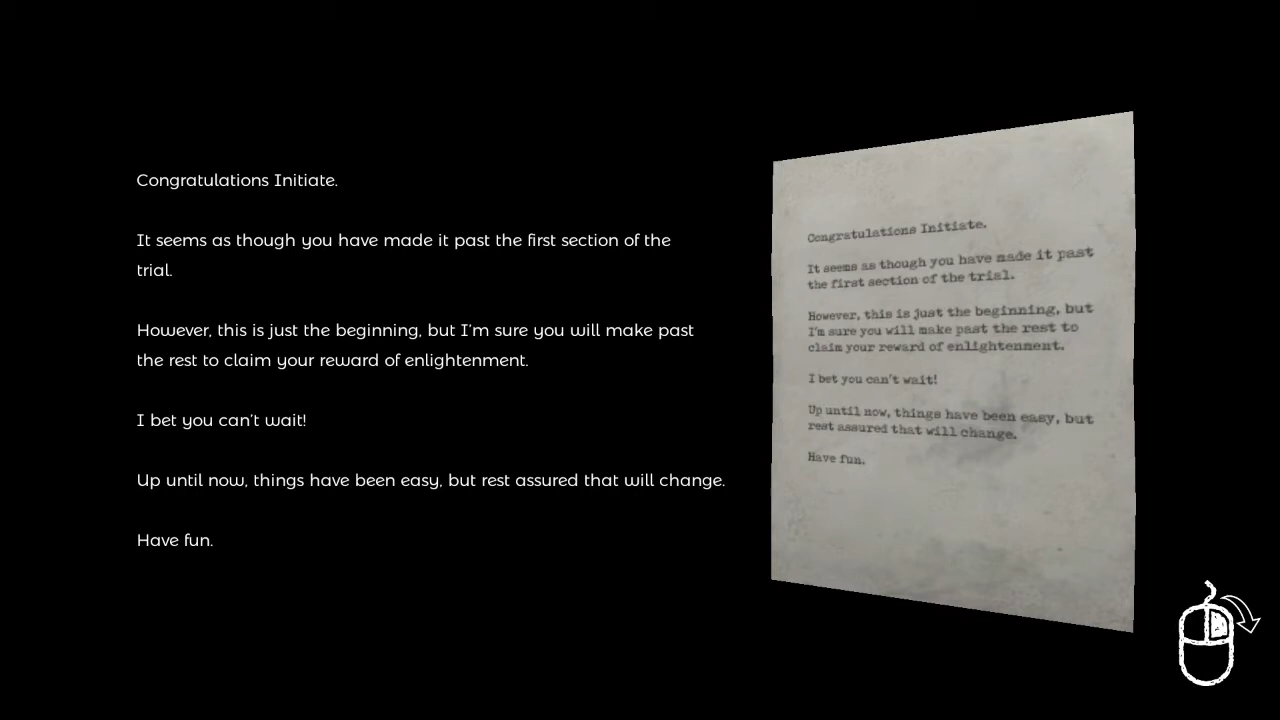 Congratulations Initiate.
It seems as though you have made it past the first section of the
trial.
However, this is just the beginning, but I'm sure you will make past
the rest to claim your reward of enlightenment.
I bet you can't wait!
Up until now, things have been easy, but rest assured that will change.
Have fun.
Congratulations Initiate.
It seems as though you have made it past
the first section of the trial.
However, this is just the beginning, but
I'm sure you will make past the rest to
claim your reward of enlightenment.
I bet you can't wait!
Up until now, things have been easy, but
rest assured that will change.
Have fun.